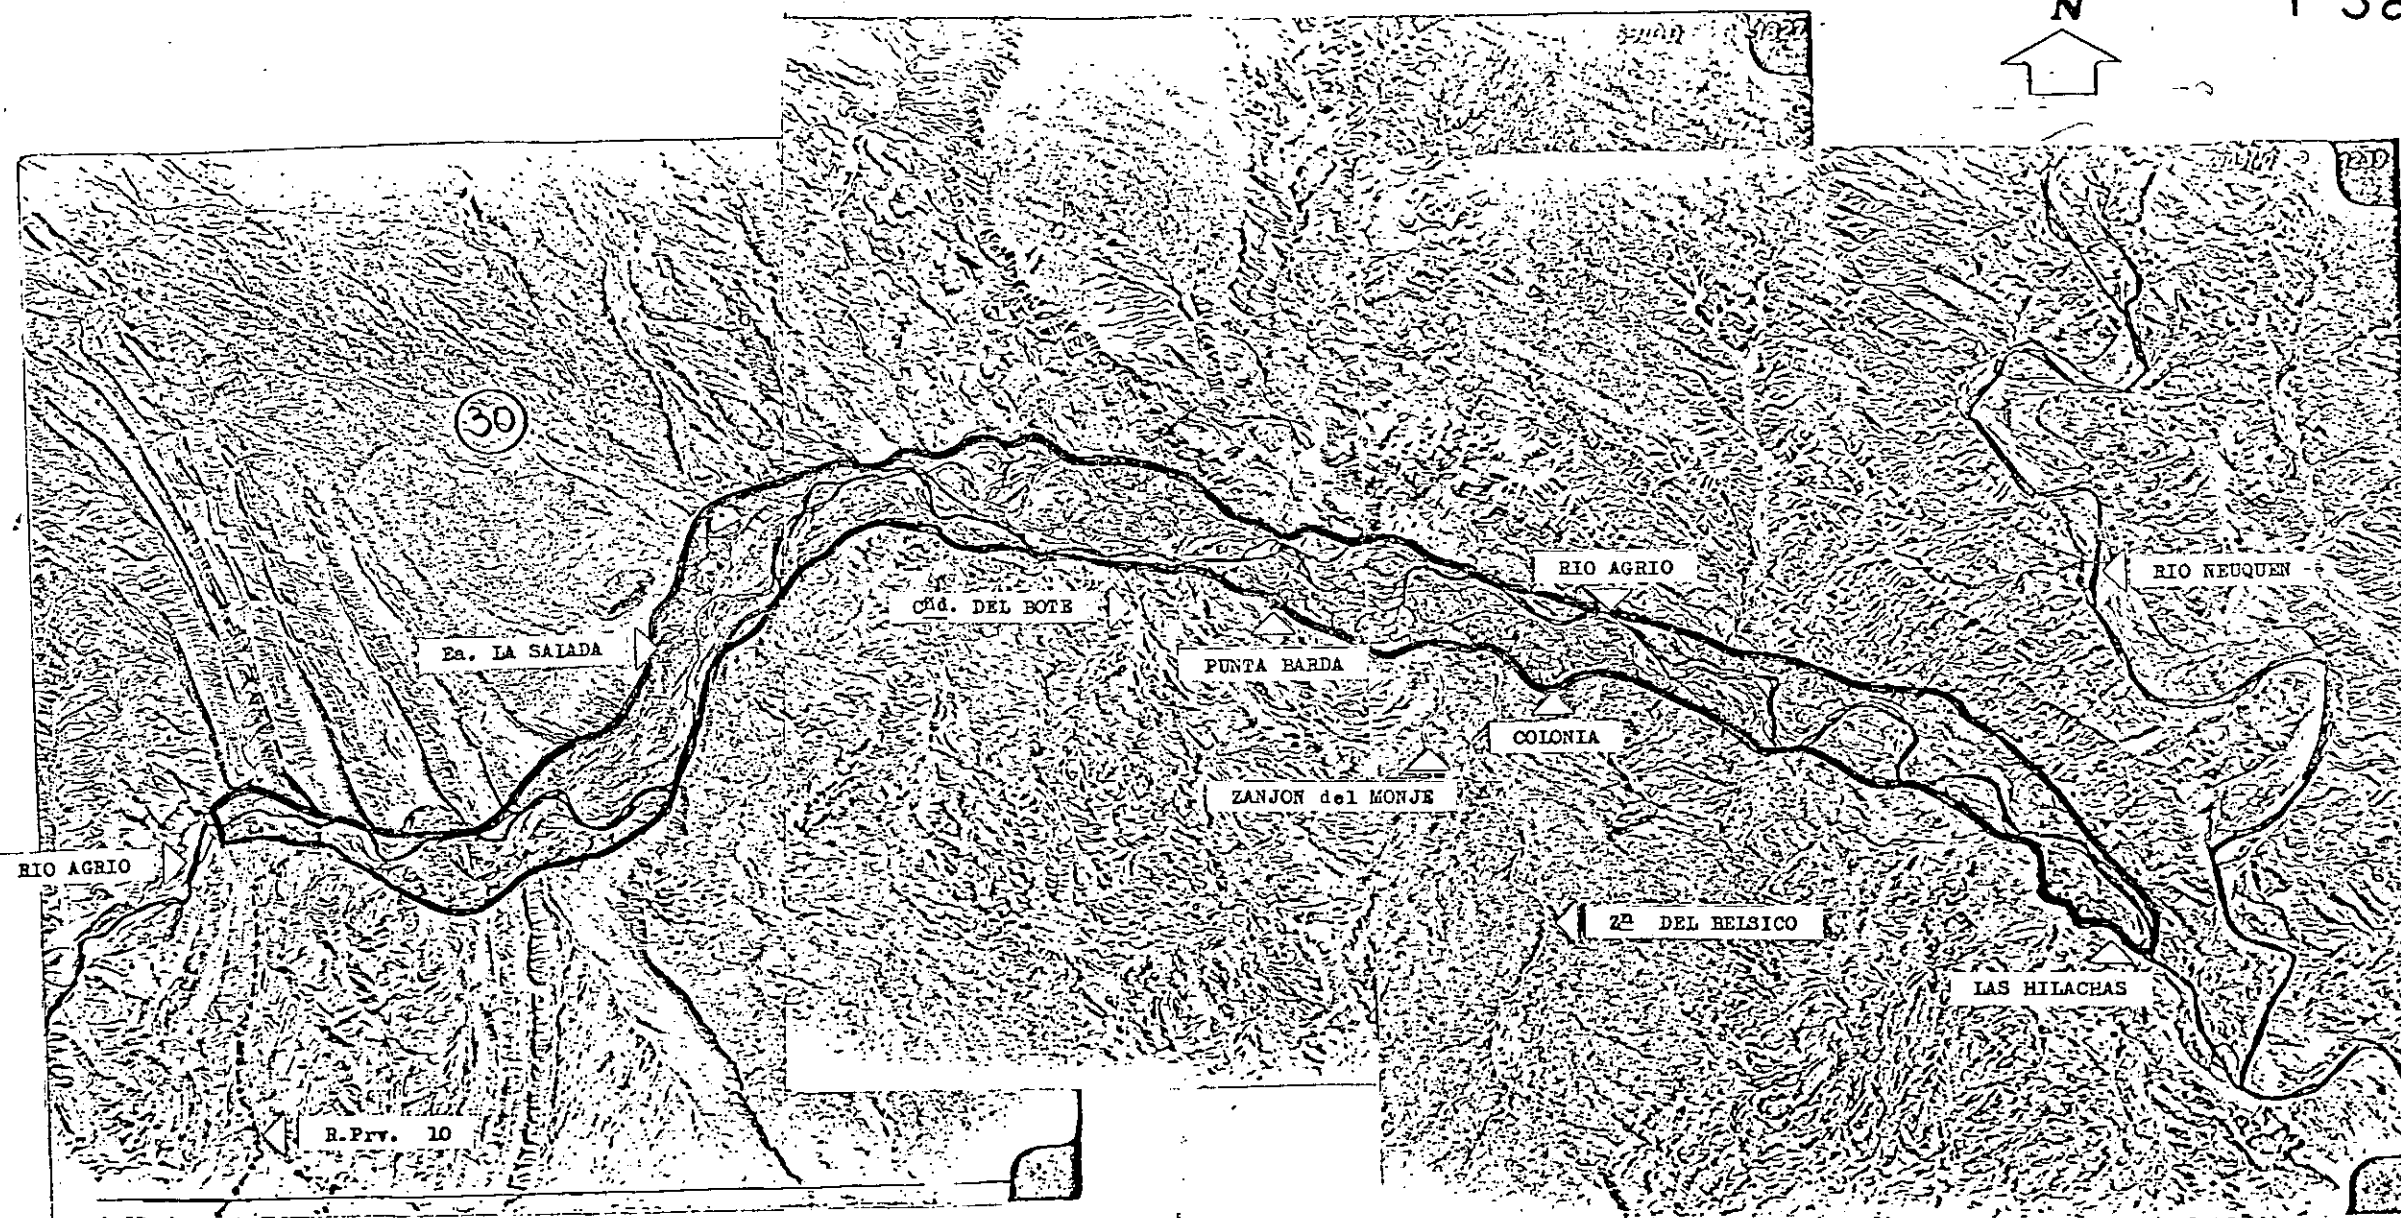 N
30
RIO AGRIO
RIO NEUQUEN
Cñd. DEL BOTE
Ea. LA SALADA
PUNTA BARDA
COLONIA
ZANJON del MONJE
RIO AGRIO
Zn DEL BELSICO
LAS HILACHAS
R.Prv. 10